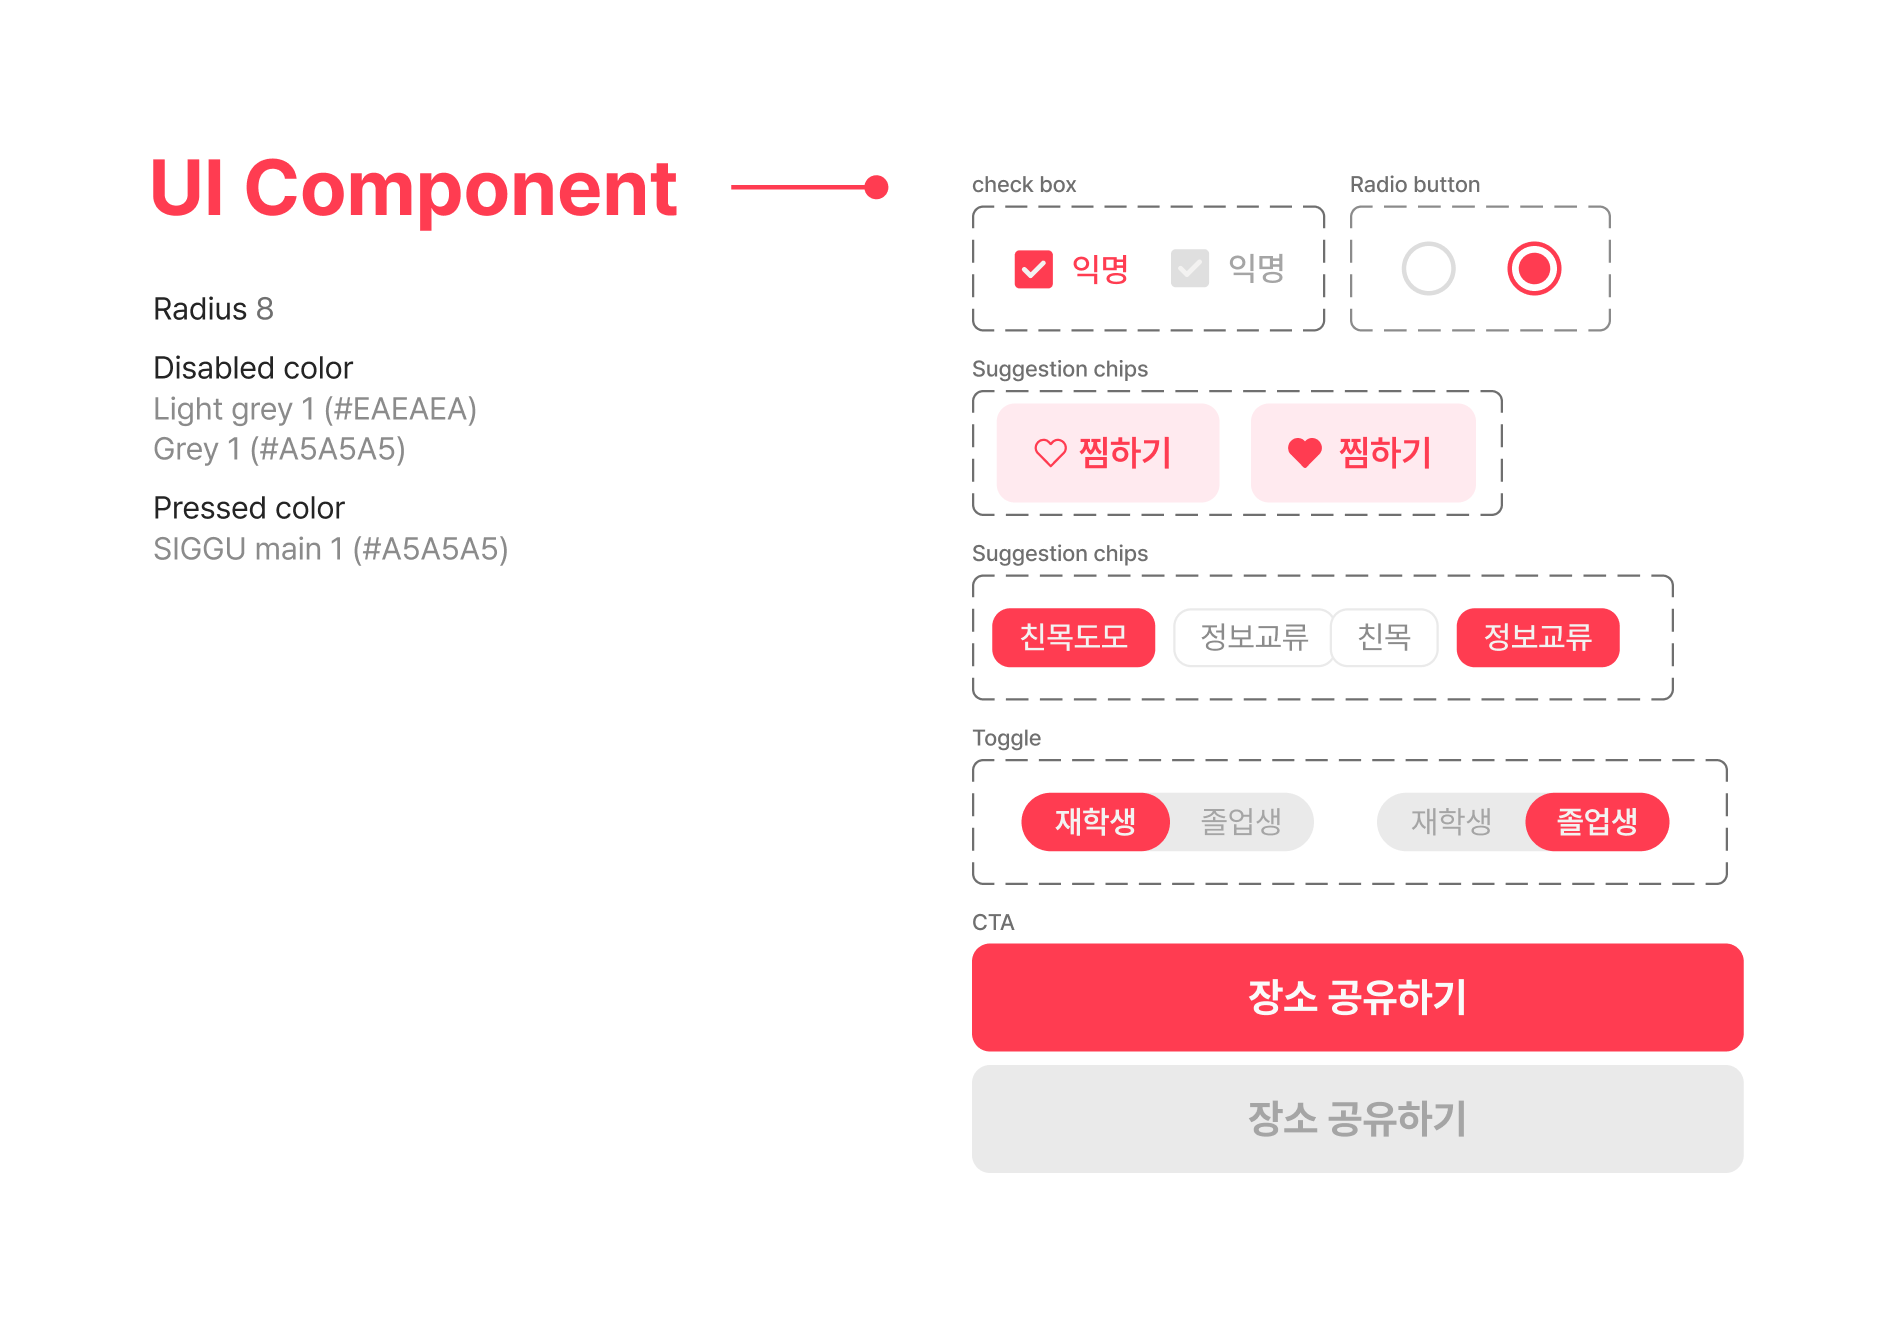 UI Component
Radius 8
Disabled color
Light grey 1 (#EAEAEA)
Grey 1 (#A5A5A5)
Pressed color
SIGGU main 1 (#A5A5A5)
check box
익명 익명
Radio button
Suggestion chips
찜하기 찜하기
Suggestion chips
친목도모 정보교류 친목 정보교류
Toggle
재학생 졸업생 재학생 졸업생
CTA
장소 공유하기
장소 공유하기